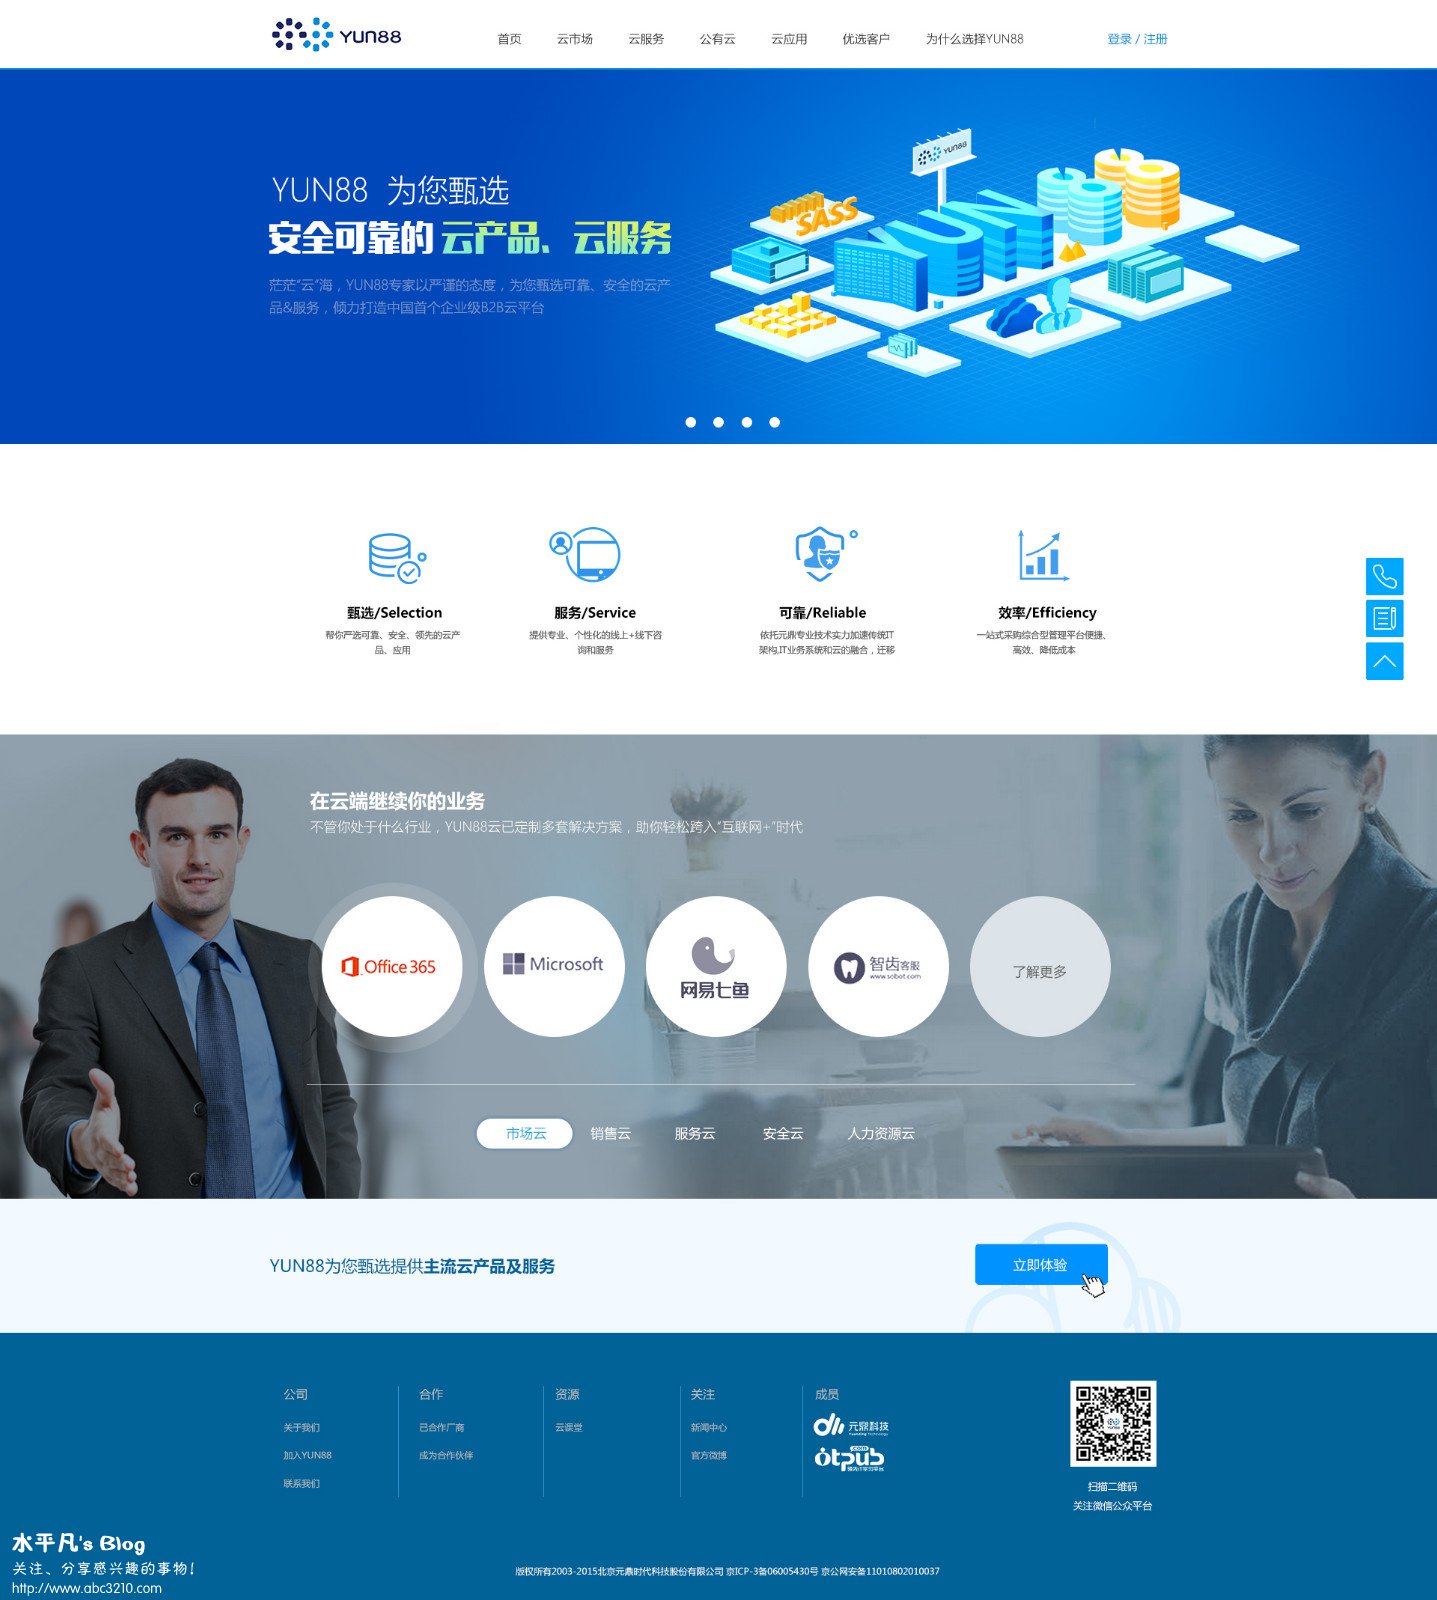 YUN88
首页 云市场 云服务 公有云 云应用 优选客户 为什么选择YUN88 登录 / 注册
YUN88
YUN88 为您甄选
安全可靠的 云产品、云服务
茫茫“云”海，YUN88专家以严谨的态度，为您甄选可靠、安全的云产
品&服务，倾力打造中国首个企业级B2B云平台
SASS
YUN
甄选/Selection
帮你严选可靠、安全、领先的云产
品、应用
服务/Service
提供专业、个性化的线上+线下咨
询和服务
可靠/Reliable
依托元鼎专业技术实力加速传统IT
架构,IT业务系统和云的融合，迁移
效率/Efficiency
一站式采购综合型管理平台便捷、
高效、降低成本
在云端继续你的业务
不管你处于什么行业，YUN88云已定制多套解决方案，助你轻松跨入“互联网+”时代
Office 365
Microsoft
网易七鱼
智齿客服
www.sobot.com
了解更多
市场云 销售云 服务云 安全云 人力资源云
YUN88为您甄选提供主流云产品及服务
立即体验
公司
关于我们
加入YUN88
联系我们
合作
已合作厂商
成为合作伙伴
资源
云课堂
关注
新闻中心
官方微博
成员
元鼎科技
otpub
.com
扫描二维码
关注微信公众平台
水平凡's Blog
关注、分享感兴趣的事物！
http://www.abc3210.com
版权所有2003-2015北京元鼎时代科技股份有限公司 京ICP-3备06005430号 京公网安备11010802010037